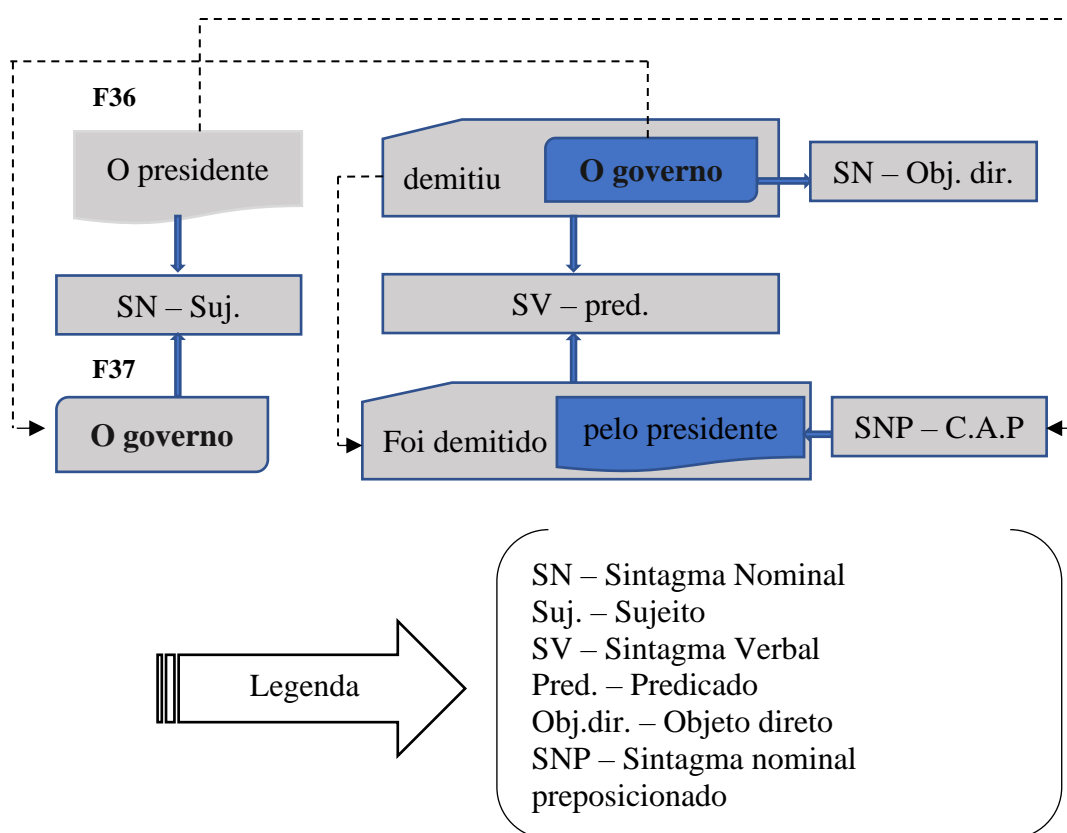 F36
O presidente
demitiu
O governo
SN – Obj. dir.
SN – Suj.
SV – pred.
F37
O governo
Foi demitido
pelo presidente
SNP – C.A.P
Legenda
SN – Sintagma Nominal
Suj. – Sujeito
SV – Sintagma Verbal
Pred. – Predicado
Obj.dir. – Objeto direto
SNP – Sintagma nominal
preposicionado